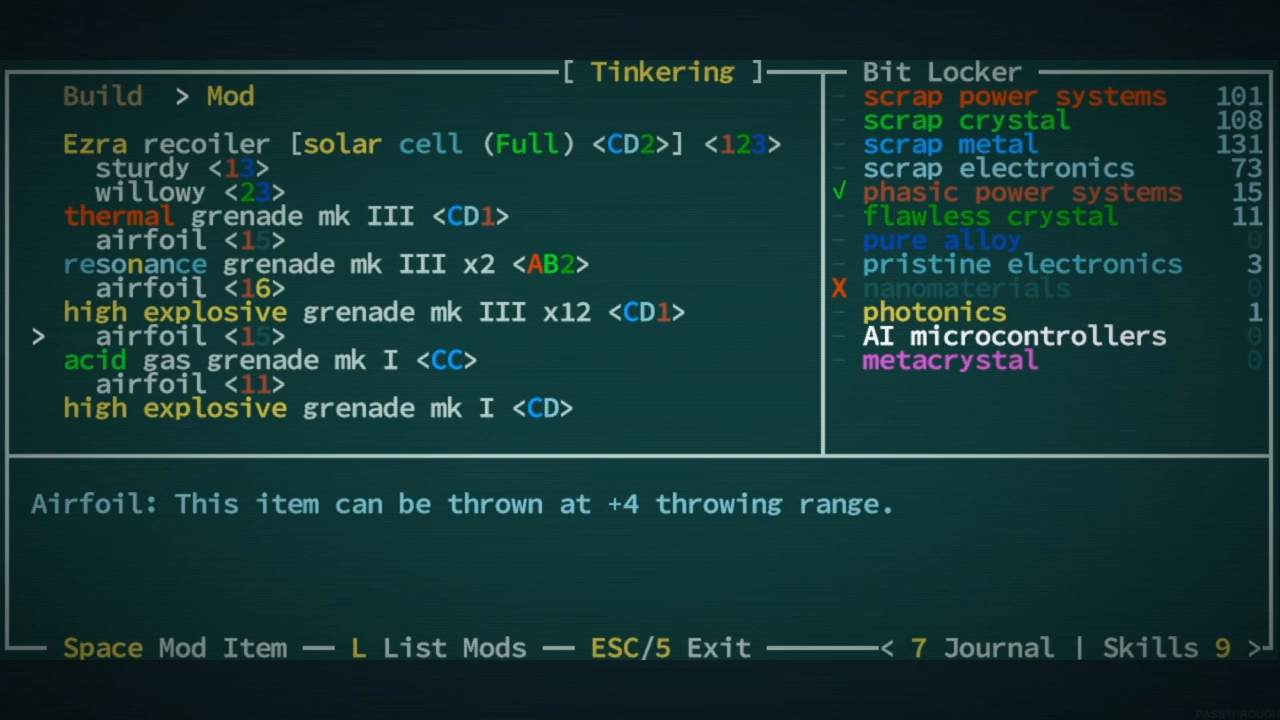 [ Tinkering ]
Build > Mod
Ezra recoiler [solar cell (Full) <CD2>] <123>
sturdy <13>
willowy <23>
thermal grenade mk III <CD1>
airfoil <15>
resonance grenade mk III x2 <AB2>
airfoil <16>
high explosive grenade mk III x12 <CD1>
> airfoil <15>
acid gas grenade mk I <CC>
airfoil <11>
high explosive grenade mk I <CD>
Bit Locker
- scrap power systems 101
- scrap crystal 108
- scrap metal 131
- scrap electronics 73
√ phasic power systems 15
- flawless crystal 11
- pure alloy 0
- pristine electronics 3
X nanomaterials 0
- photonics 1
- AI microcontrollers 0
- metacrystal 0
Airfoil: This item can be thrown at +4 throwing range.
Space Mod Item — L List Mods — ESC/5 Exit
< 7 Journal | Skills 9 >